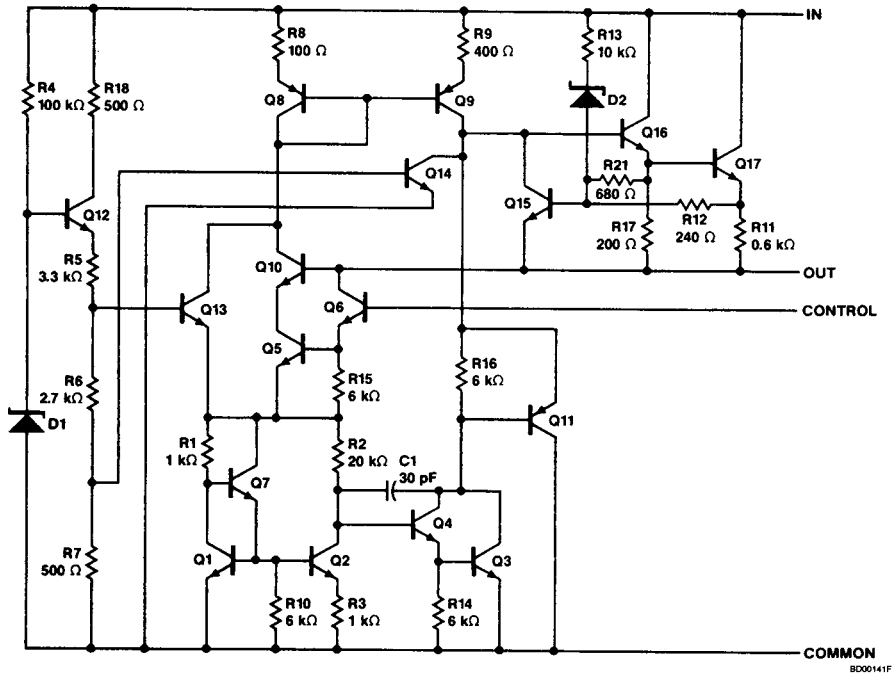 IN
R8
100 Ω
R9
400 Ω
R13
10 kΩ
R4
100 kΩ
R18
500 Ω
Q8
Q9
D2
Q16
Q14
R21
680 Ω
Q17
Q12
Q15
R17
200 Ω
R12
240 Ω
R11
0.6 kΩ
R5
3.3 kΩ
Q10
OUT
Q13
Q6
CONTROL
Q5
R16
6 kΩ
R6
2.7 kΩ
R15
6 kΩ
D1
Q11
R1
1 kΩ
R2
20 kΩ
C1
30 pF
Q7
Q4
R7
500 Ω
Q1
Q2
Q3
R10
6 kΩ
R3
1 kΩ
R14
6 kΩ
COMMON
BD00141F